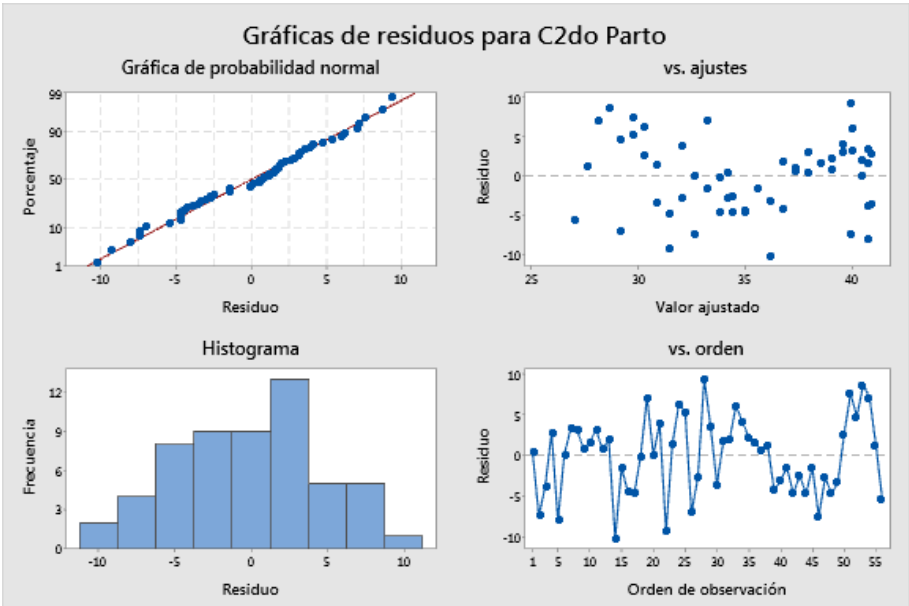 Gráficas de residuos para C2do Parto
Gráfica de probabilidad normal
99
90
50
10
1
Porcentaje
-10 -5 0 5 10
Residuo
vs. ajustes
10
5
0
-5
-10
Residuo
25 30 35 40
Valor ajustado
Histograma
12
9
6
3
0
Frecuencia
-10 -5 0 5 10
Residuo
vs. orden
10
5
0
-5
-10
Residuo
1 5 10 15 20 25 30 35 40 45 50 55
Orden de observación